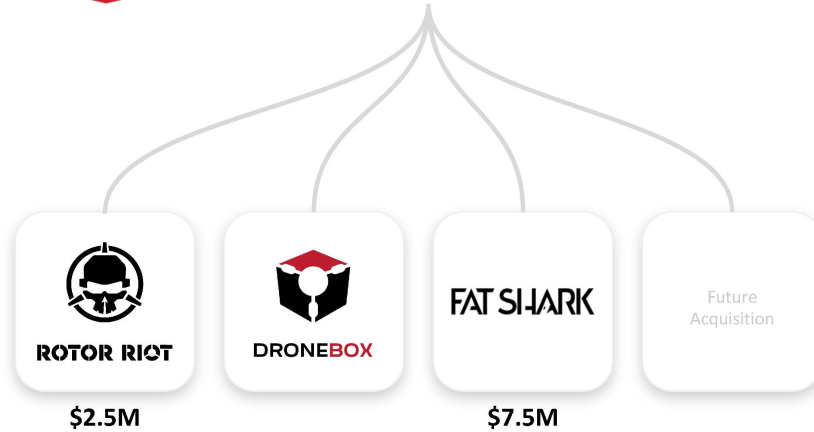 ROTOR RIOT
DRONEBOX
FAT SHARK
Future
Acquisition
$2.5M
$7.5M